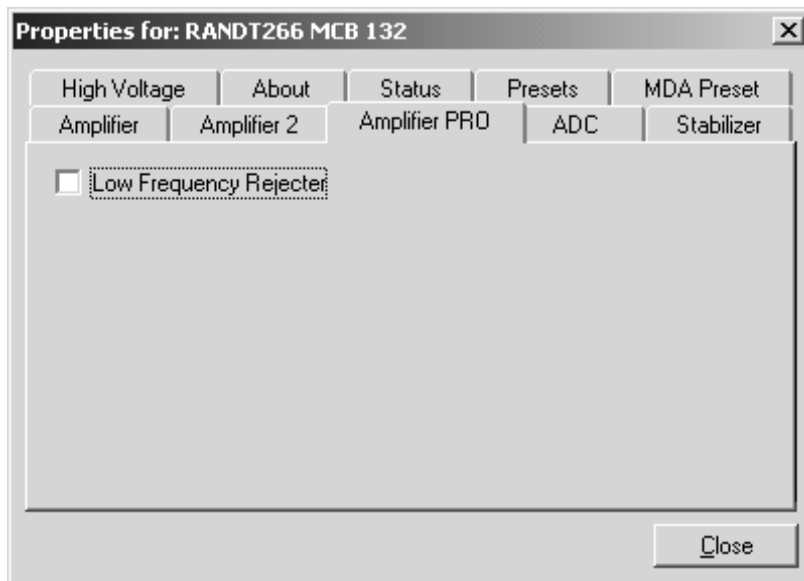 Properties for: RANDT266 MCB 132
High Voltage About Status Presets MDA Preset
Amplifier Amplifier 2 Amplifier PRO ADC Stabilizer
Low Frequency Rejecter
Close